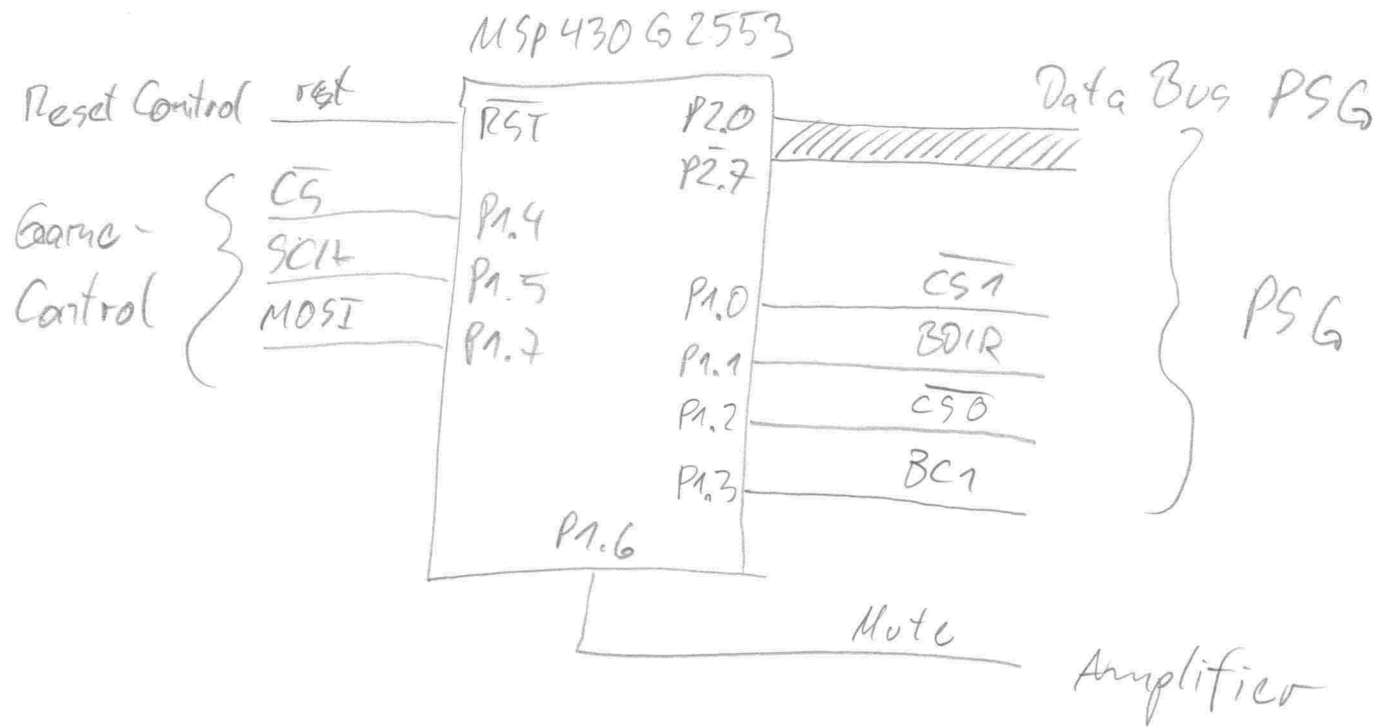 MSP430G2553
Reset Control rst
RST
P2.0
-
P2.7
Data Bus PSG
Game-
Control
CS
P1.4
SCLK
P1.5
MOSI
P1.7
P1.0
CS1
P1.1
BDIR
P1.2
CS0
P1.3
BC1
PSG
P1.6
Mute
Amplifier